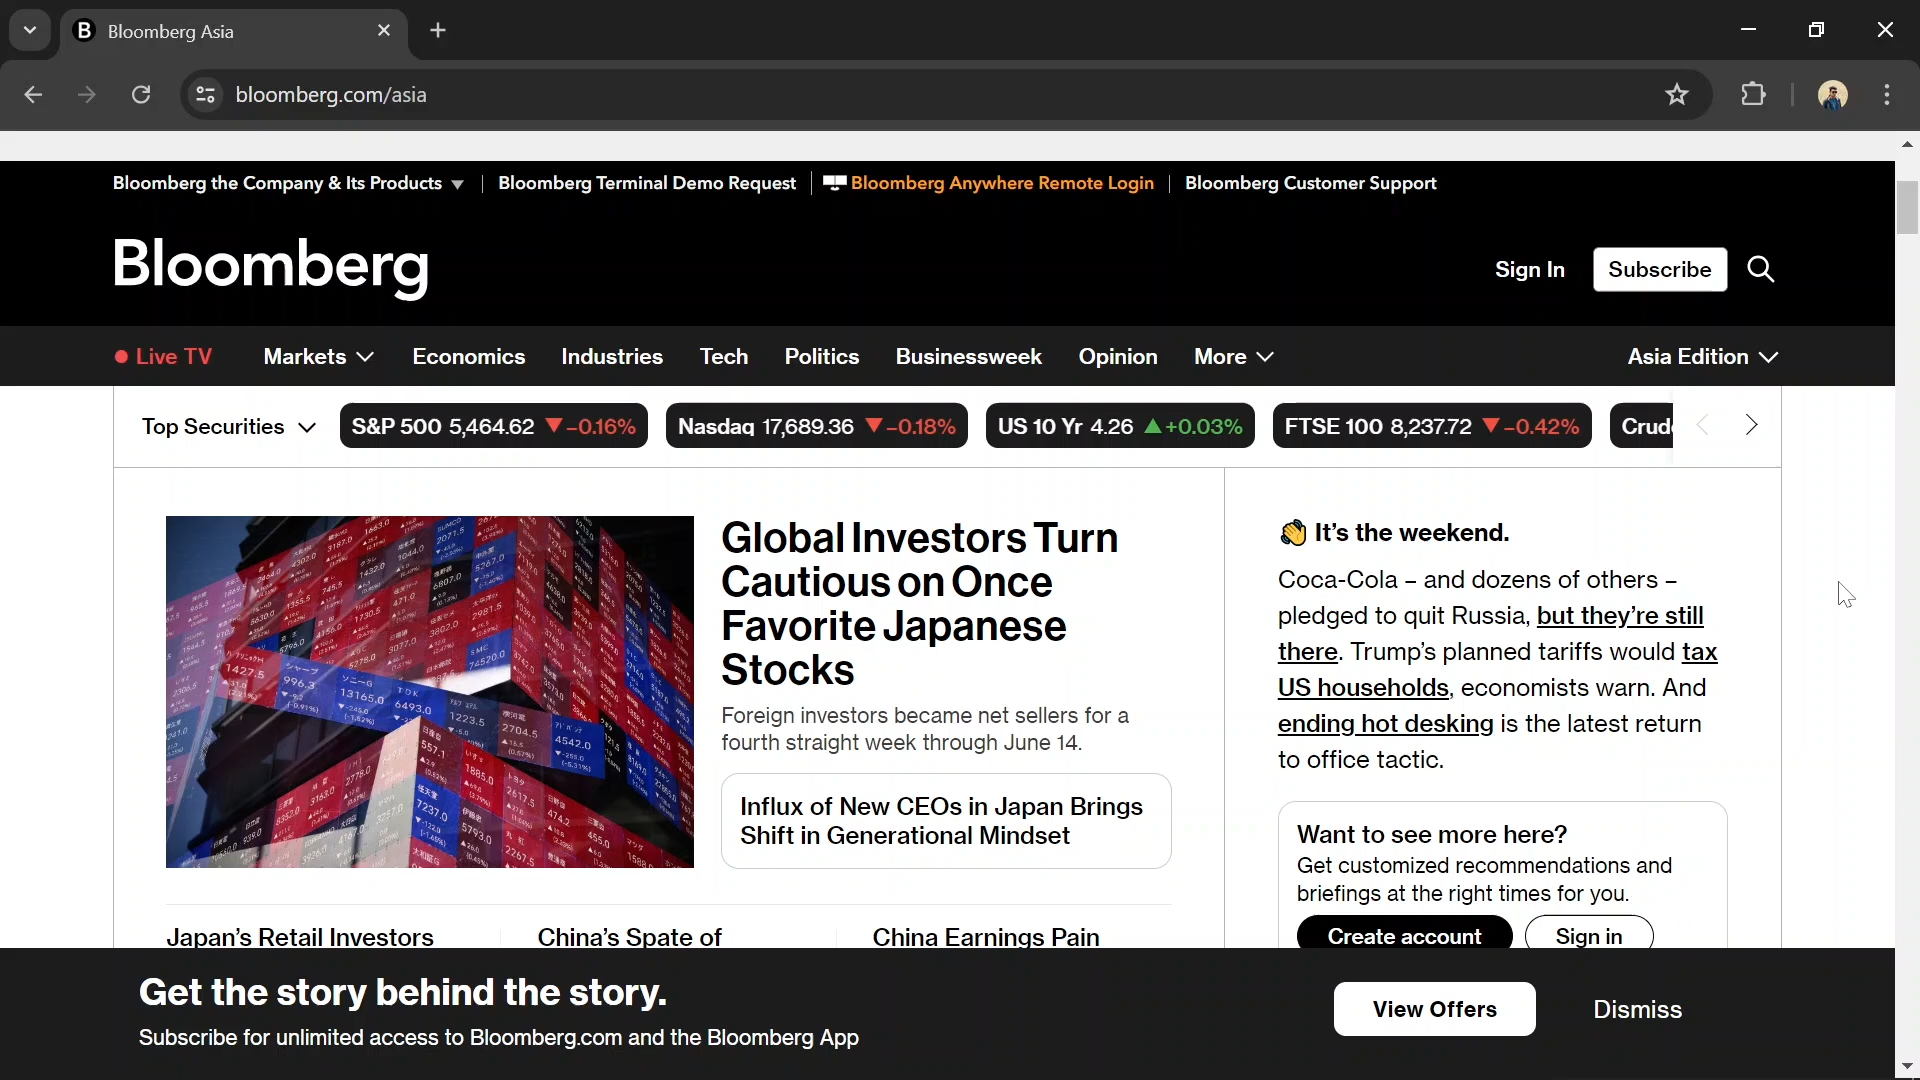 Bloomberg Asia
bloomberg.com/asia
Bloomberg the Company & Its Products
Bloomberg Terminal Demo Request
Bloomberg Anywhere Remote Login
Bloomberg Customer Support
Bloomberg
Sign In
Subscribe
Live TV
Markets
Economics
Industries
Tech
Politics
Businessweek
Opinion
More
Asia Edition
Top Securities
S&P 500 5,464.62 ▼-0.16%
Nasdaq 17,689.36 ▼-0.18%
US 10 Yr 4.26 ▲+0.03%
FTSE 100 8,237.72 ▼-0.42%
Crud
Global Investors Turn
Cautious on Once
Favorite Japanese
Stocks
Foreign investors became net sellers for a
fourth straight week through June 14.
Influx of New CEOs in Japan Brings
Shift in Generational Mindset
Japan’s Retail Investors
China’s Spate of
China Earnings Pain
👋 It’s the weekend.
Coca-Cola – and dozens of others –
pledged to quit Russia, but they’re still
there. Trump’s planned tariffs would tax
US households, economists warn. And
ending hot desking is the latest return
to office tactic.
Want to see more here?
Get customized recommendations and
briefings at the right times for you.
Create account
Sign in
Get the story behind the story.
Subscribe for unlimited access to Bloomberg.com and the Bloomberg App
View Offers
Dismiss